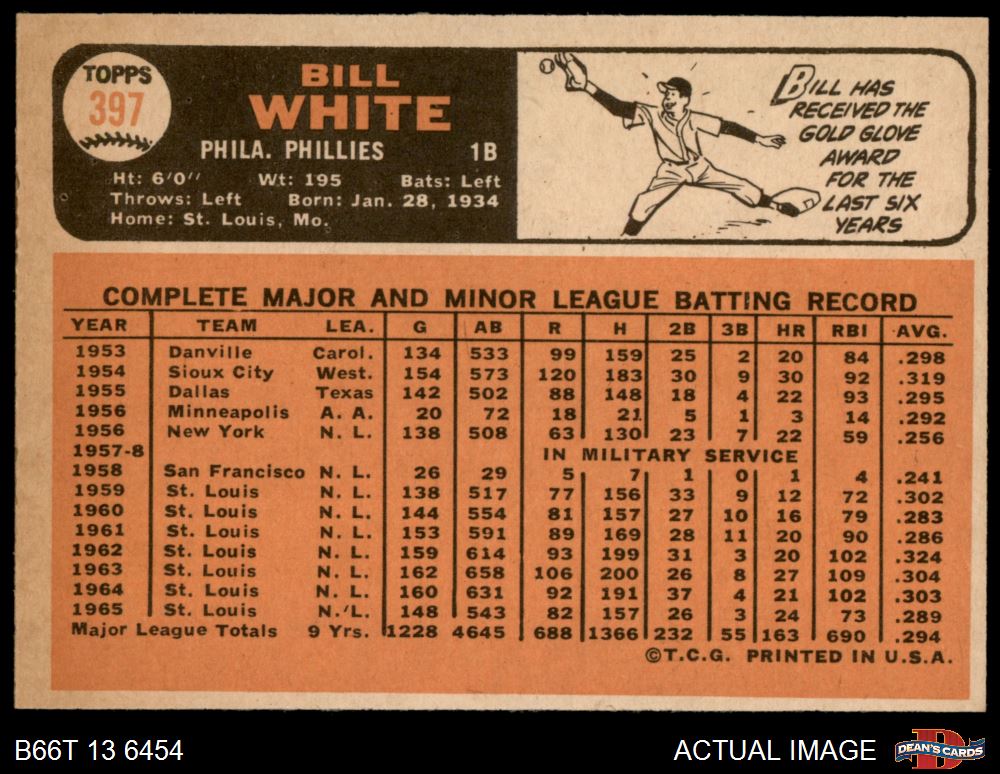 TOPPS
397
BILL
WHITE
PHILA. PHILLIES 1B
Ht: 6'0" Wt: 195 Bats: Left
Throws: Left Born: Jan. 28, 1934
Home: St. Louis, Mo.
BILL HAS
RECEIVED THE
GOLD GLOVE
AWARD
FOR THE
LAST SIX
YEARS
COMPLETE MAJOR AND MINOR LEAGUE BATTING RECORD
YEAR TEAM LEA. G AB R H 2B 3B HR RBI AVG.
1953 Danville Carol. 134 533 99 159 25 2 20 84 .298
1954 Sioux City West. 154 573 120 183 30 9 30 92 .319
1955 Dallas Texas 142 502 88 148 18 4 22 93 .295
1956 Minneapolis A. A. 20 72 18 21 5 1 3 14 .292
1956 New York N. L. 138 508 63 130 23 7 22 59 .256
1957-8 IN MILITARY SERVICE
1958 San Francisco N. L. 26 29 5 7 1 0 1 4 .241
1959 St. Louis N. L. 138 517 77 156 33 9 12 72 .302
1960 St. Louis N. L. 144 554 81 157 27 10 16 79 .283
1961 St. Louis N. L. 153 591 89 169 28 11 20 90 .286
1962 St. Louis N. L. 159 614 93 199 31 3 20 102 .324
1963 St. Louis N. L. 162 658 106 200 26 8 27 109 .304
1964 St. Louis N. L. 160 631 92 191 37 4 21 102 .303
1965 St. Louis N. L. 148 543 82 157 26 3 24 73 .289
Major League Totals 9 Yrs. 1228 4645 688 1366 232 55 163 690 .294
©T.C.G. PRINTED IN U.S.A.
B66T 13 6454 ACTUAL IMAGE DEAN'S CARDS